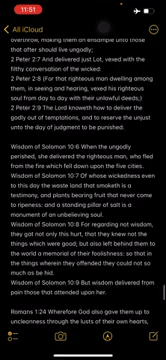 11:51
All iCloud
overthrow, making them an ensample unto those
that after should live ungodly;
2 Peter 2:7 And delivered just Lot, vexed with the
filthy conversation of the wicked:
2 Peter 2:8 (For that righteous man dwelling among
them, in seeing and hearing, vexed his righteous
soul from day to day with their unlawful deeds;)
2 Peter 2:9 The Lord knoweth how to deliver the
godly out of temptations, and to reserve the unjust
unto the day of judgment to be punished:
Wisdom of Solomon 10:6 When the ungodly
perished, she delivered the righteous man, who fled
from the fire which fell down upon the five cities.
Wisdom of Solomon 10:7 Of whose wickedness even
to this day the waste land that smoketh is a
testimony, and plants bearing fruit that never come
to ripeness: and a standing pillar of salt is a
monument of an unbelieving soul.
Wisdom of Solomon 10:8 For regarding not wisdom,
they gat not only this hurt, that they knew not the
things which were good; but also left behind them to
the world a memorial of their foolishness: so that in
the things wherein they offended they could not so
much as be hid.
Wisdom of Solomon 10:9 But wisdom delivered from
pain those that attended upon her.
Romans 1:24 Wherefore God also gave them up to
uncleanness through the lusts of their own hearts,